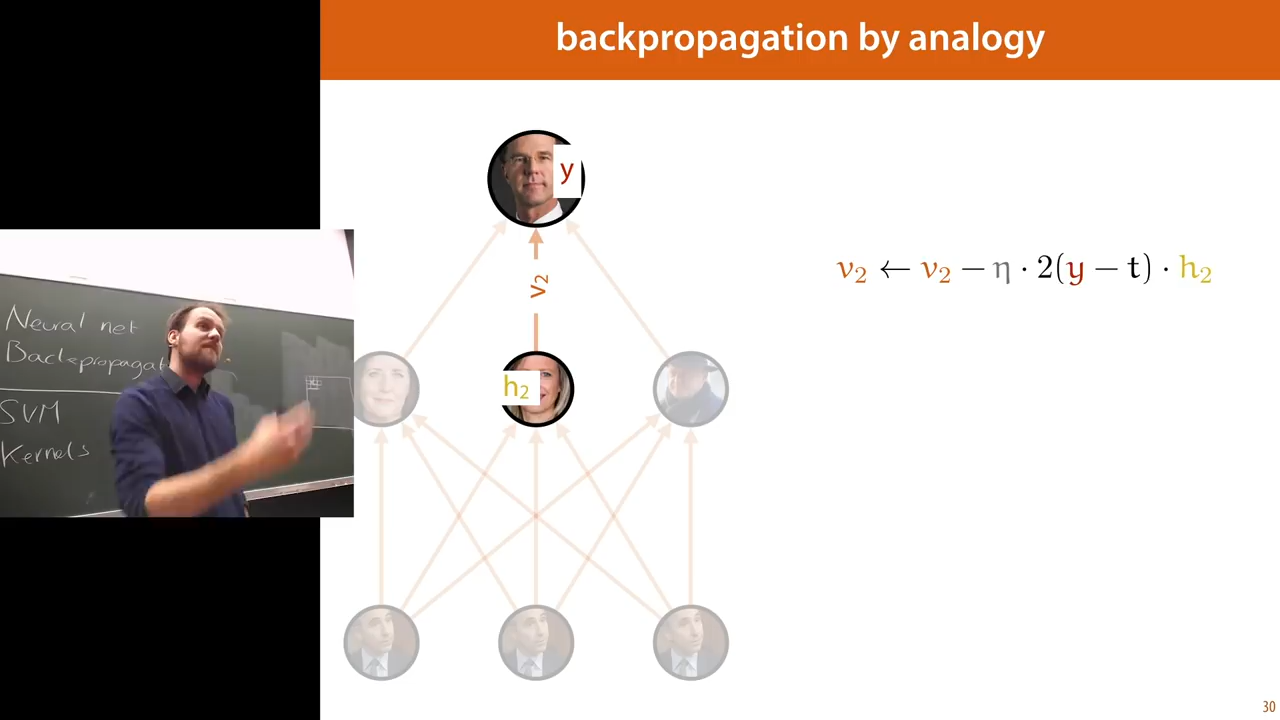 backpropagation by analogy
y
v₂
v₂ ← v₂ − η · 2(y − t) · h₂
h₂
Neural net
Backpropagat
SVM
Kernels
30